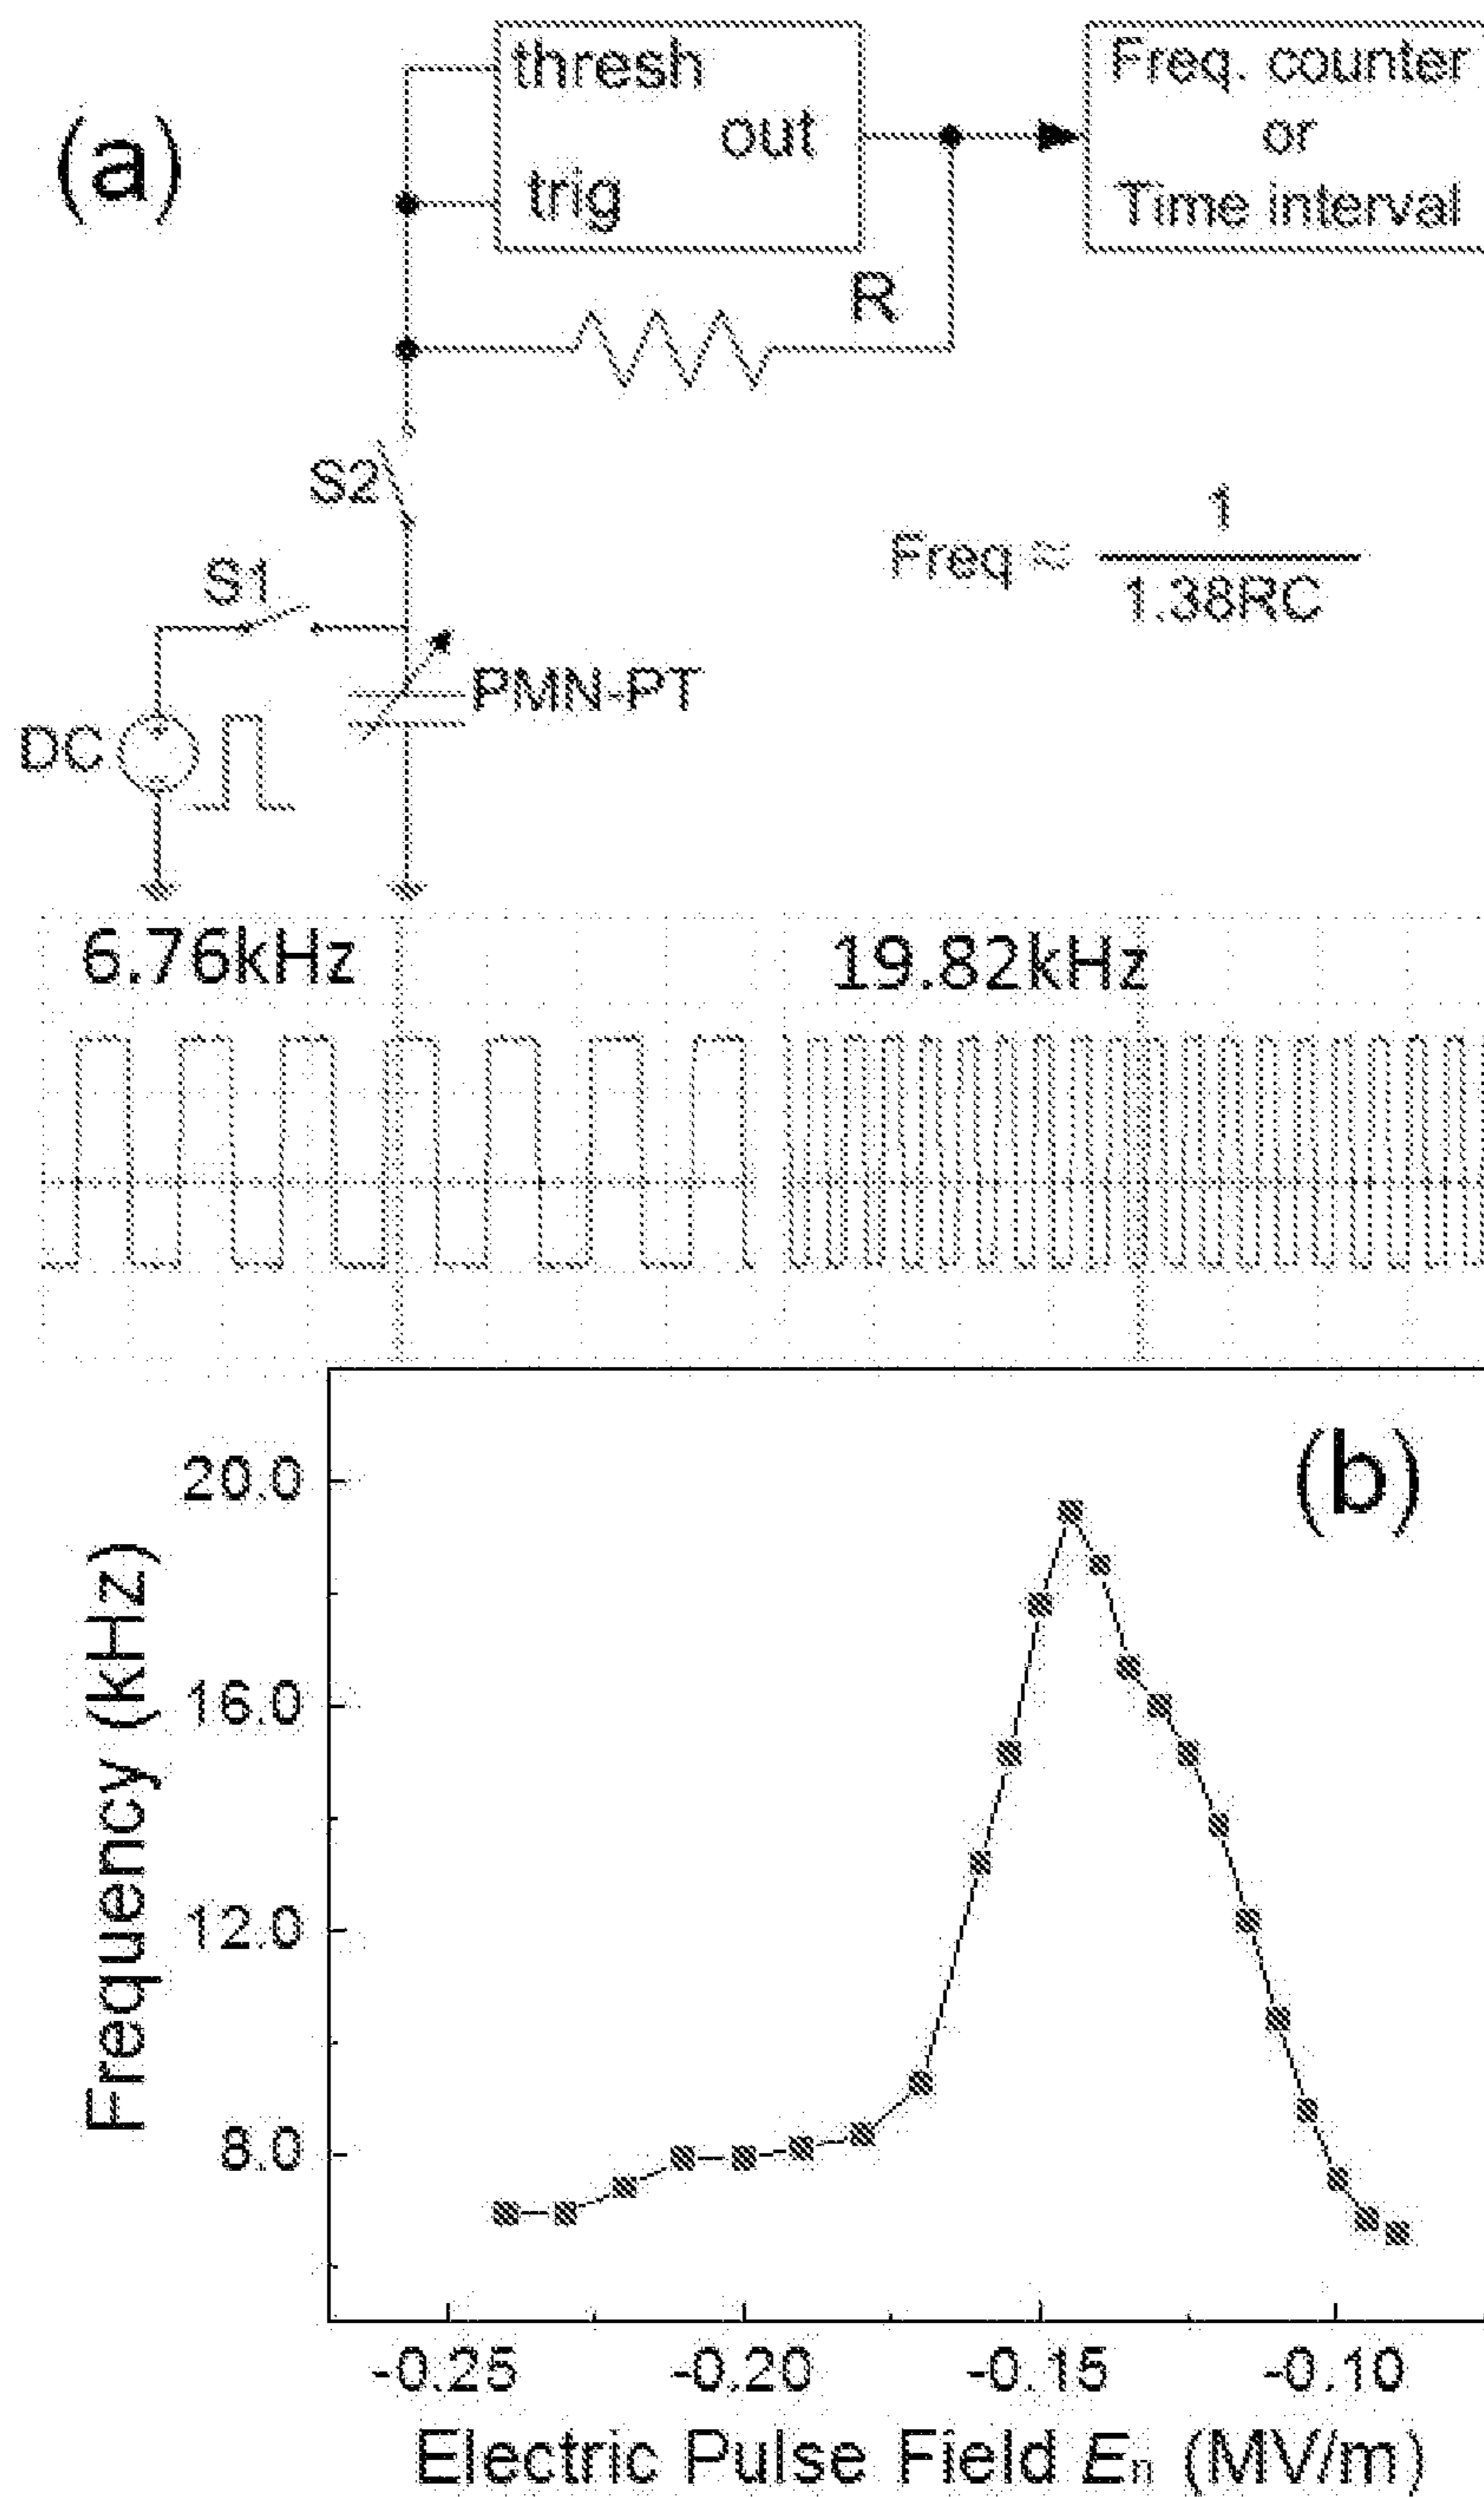 (a)
thresh
out
trig
Freq. counter
or
Time interval
R
S2
S1
Freq ≈ 1
1.38RC
PMN-PT
DC
6.76kHz
19.82kHz
(b)
20.0
16.0
12.0
8.0
Frequency (kHz)
-0.25
-0.20
-0.15
-0.10
Electric Pulse Field En (MV/m)